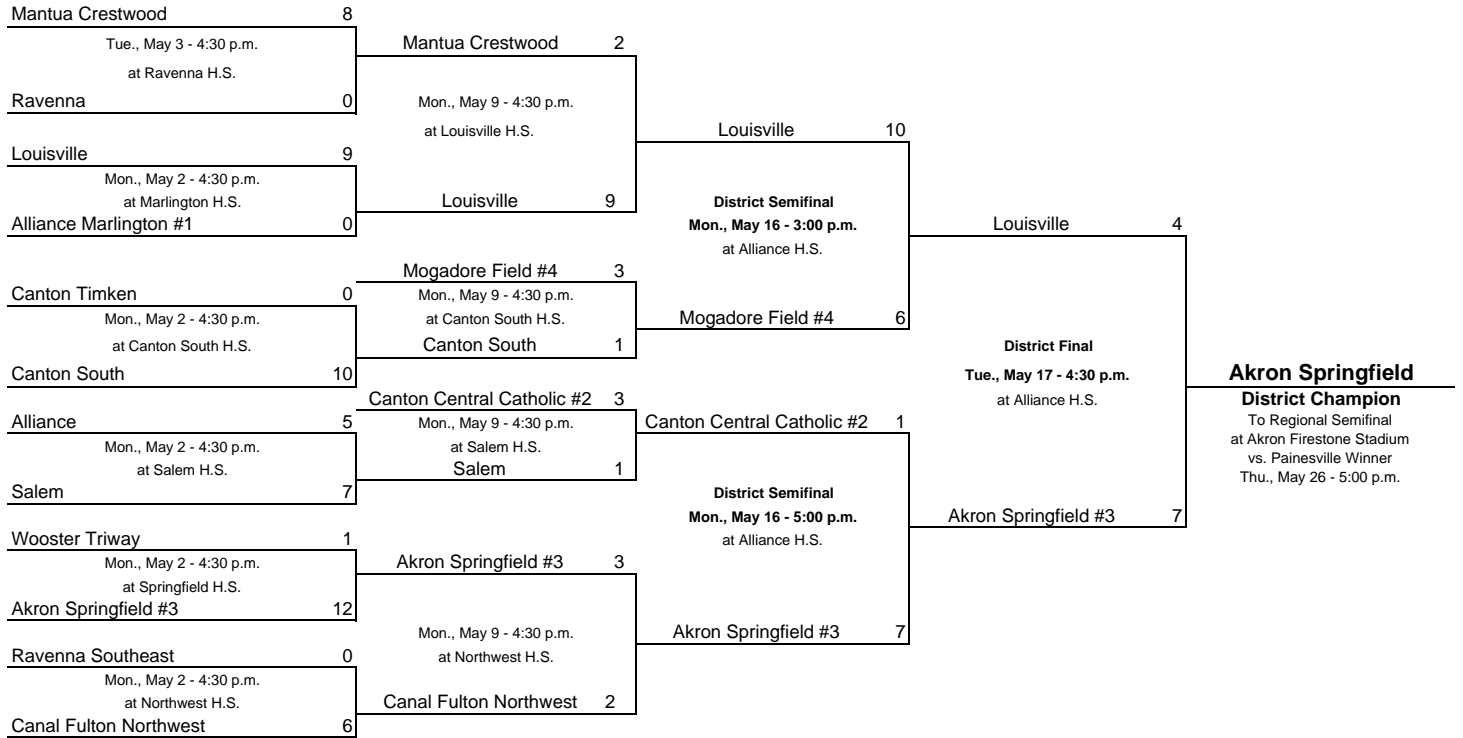 Mantua Crestwood 8
Tue., May 3 - 4:30 p.m.
at Ravenna H.S.
Ravenna 0
Louisville 9
Mon., May 2 - 4:30 p.m.
at Marlington H.S.
Alliance Marlington #1 0
Canton Timken 0
Mon., May 2 - 4:30 p.m.
at Canton South H.S.
Canton South 10
Alliance 5
Mon., May 2 - 4:30 p.m.
at Salem H.S.
Salem 7
Wooster Triway 1
Mon., May 2 - 4:30 p.m.
at Springfield H.S.
Akron Springfield #3 12
Ravenna Southeast 0
Mon., May 2 - 4:30 p.m.
at Northwest H.S.
Canal Fulton Northwest 6
Mantua Crestwood 2
Mon., May 9 - 4:30 p.m.
at Louisville H.S.
Louisville 9
Mogadore Field #4 3
Mon., May 9 - 4:30 p.m.
at Canton South H.S.
Canton South 1
Canton Central Catholic #2 3
Mon., May 9 - 4:30 p.m.
at Salem H.S.
Salem 1
Akron Springfield #3 3
Mon., May 9 - 4:30 p.m.
at Northwest H.S.
Canal Fulton Northwest 2
Louisville 10
District Semifinal
Mon., May 16 - 3:00 p.m.
at Alliance H.S.
Mogadore Field #4 6
Canton Central Catholic #2 1
District Semifinal
Mon., May 16 - 5:00 p.m.
at Alliance H.S.
Akron Springfield #3 7
Louisville 4
District Final
Tue., May 17 - 4:30 p.m.
at Alliance H.S.
Akron Springfield #3 7
Akron Springfield
District Champion
To Regional Semifinal
at Akron Firestone Stadium
vs. Painesville Winner
Thu., May 26 - 5:00 p.m.